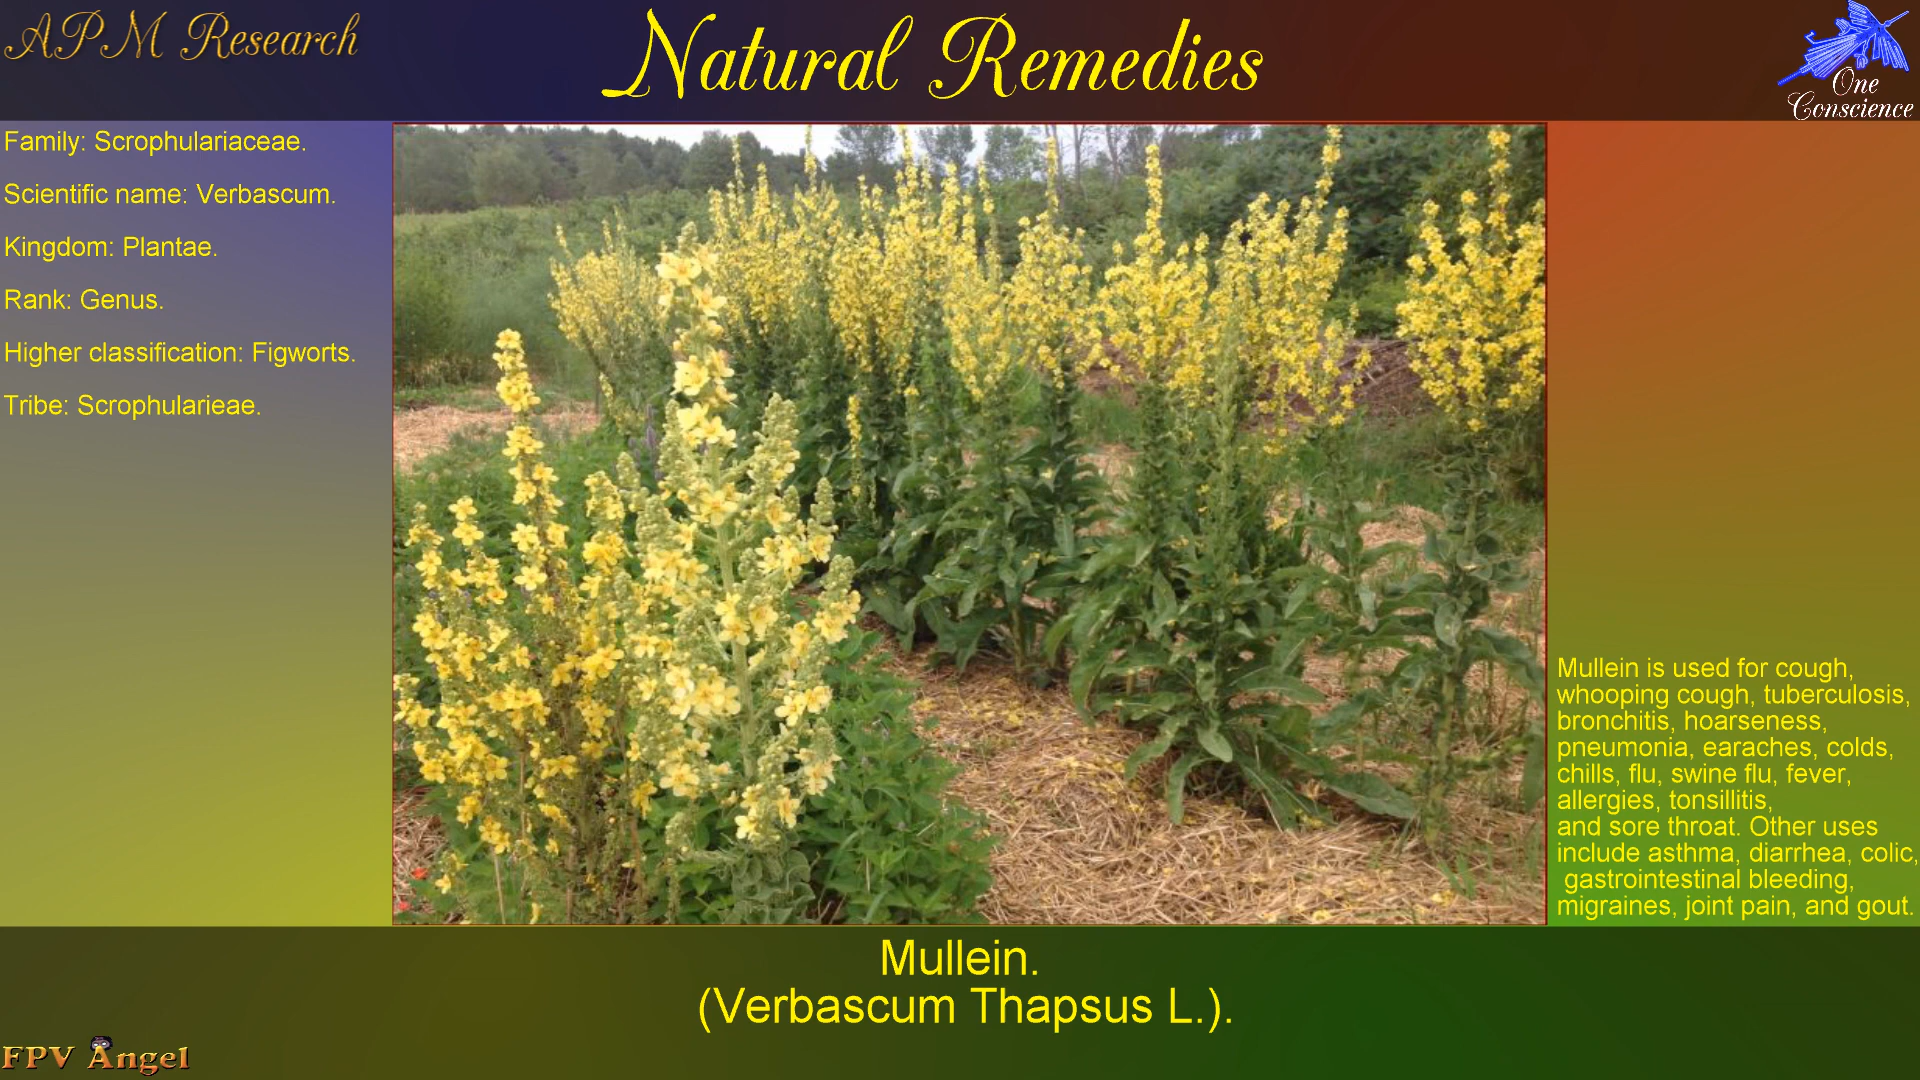 APM Research
Natural Remedies
One
Conscience
Family: Scrophulariaceae.
Scientific name: Verbascum.
Kingdom: Plantae.
Rank: Genus.
Higher classification: Figworts.
Tribe: Scrophularieae.
Mullein is used for cough,
whooping cough, tuberculosis,
bronchitis, hoarseness,
pneumonia, earaches, colds,
chills, flu, swine flu, fever,
allergies, tonsillitis,
and sore throat. Other uses
include asthma, diarrhea, colic,
gastrointestinal bleeding,
migraines, joint pain, and gout.
Mullein.
(Verbascum Thapsus L.).
FPV Angel